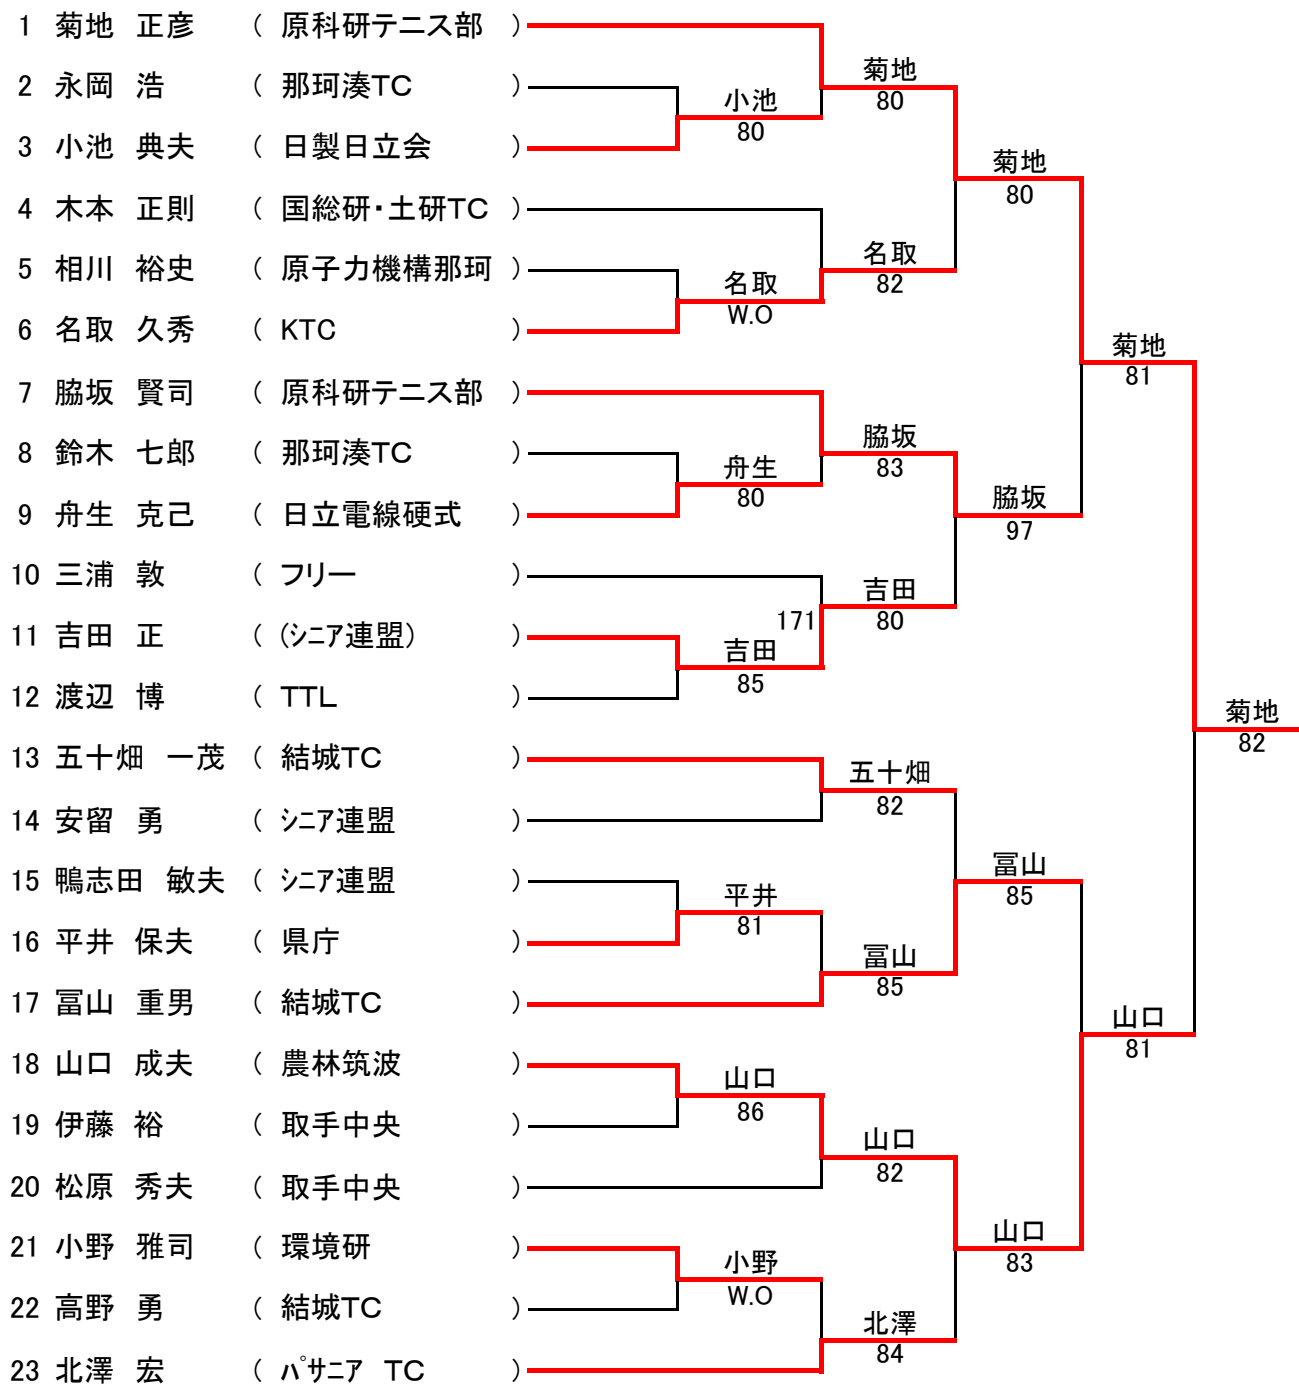 1 菊地 正彦 ( 原科研テニス部 )
菊地
2 永岡 浩 ( 那珂湊TC )
小池
80
80
3 小池 典夫 ( 日製日立会 )
菊地
80
4 木本 正則 ( 国総研・土研TC )
名取
5 相川 裕史 ( 原子力機構那珂 )
名取
82
W.O
6 名取 久秀 ( KTC )
菊地
81
7 脇坂 賢司 ( 原科研テニス部 )
脇坂
8 鈴木 七郎 ( 那珂湊TC )
舟生
83
80
脇坂
9 舟生 克己 ( 日立電線硬式 )
97
10 三浦 敦 ( フリー )
吉田
171
80
11 吉田 正 ( (シニア連盟) )
吉田
85
12 渡辺 博 ( TTL )
菊地
82
13 五十畑 一茂 ( 結城TC )
五十畑
82
14 安留 勇 ( シニア連盟 )
冨山
15 鴨志田 敏夫 ( シニア連盟 )
平井
85
81
16 平井 保夫 ( 県庁 )
冨山
85
17 冨山 重男 ( 結城TC )
山口
81
18 山口 成夫 ( 農林筑波 )
山口
86
19 伊藤 裕 ( 取手中央 )
山口
82
20 松原 秀夫 ( 取手中央 )
山口
21 小野 雅司 ( 環境研 )
小野
83
W.O
22 高野 勇 ( 結城TC )
北澤
84
23 北澤 宏 ( パサニア TC )